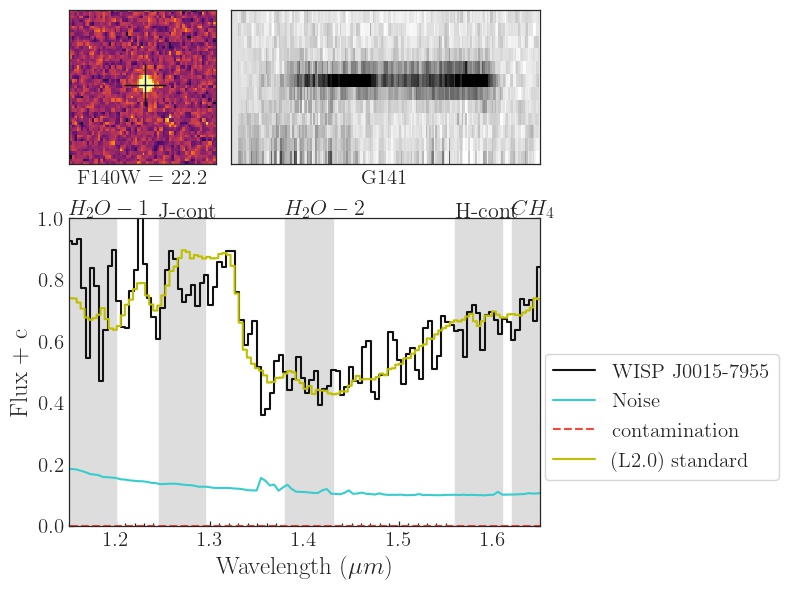 F140W = 22.2
G141
H₂O − 1 J-cont H₂O − 2 H-cont CH₄
1.0
0.8
0.6
0.4
0.2
0.0
Flux + c
1.2 1.3 1.4 1.5 1.6
Wavelength (μm)
WISP J0015-7955
Noise
contamination
(L2.0) standard